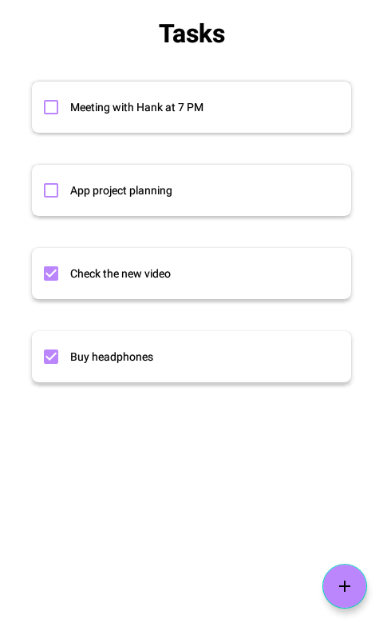 Tasks
Meeting with Hank at 7 PM
App project planning
Check the new video
Buy headphones
+